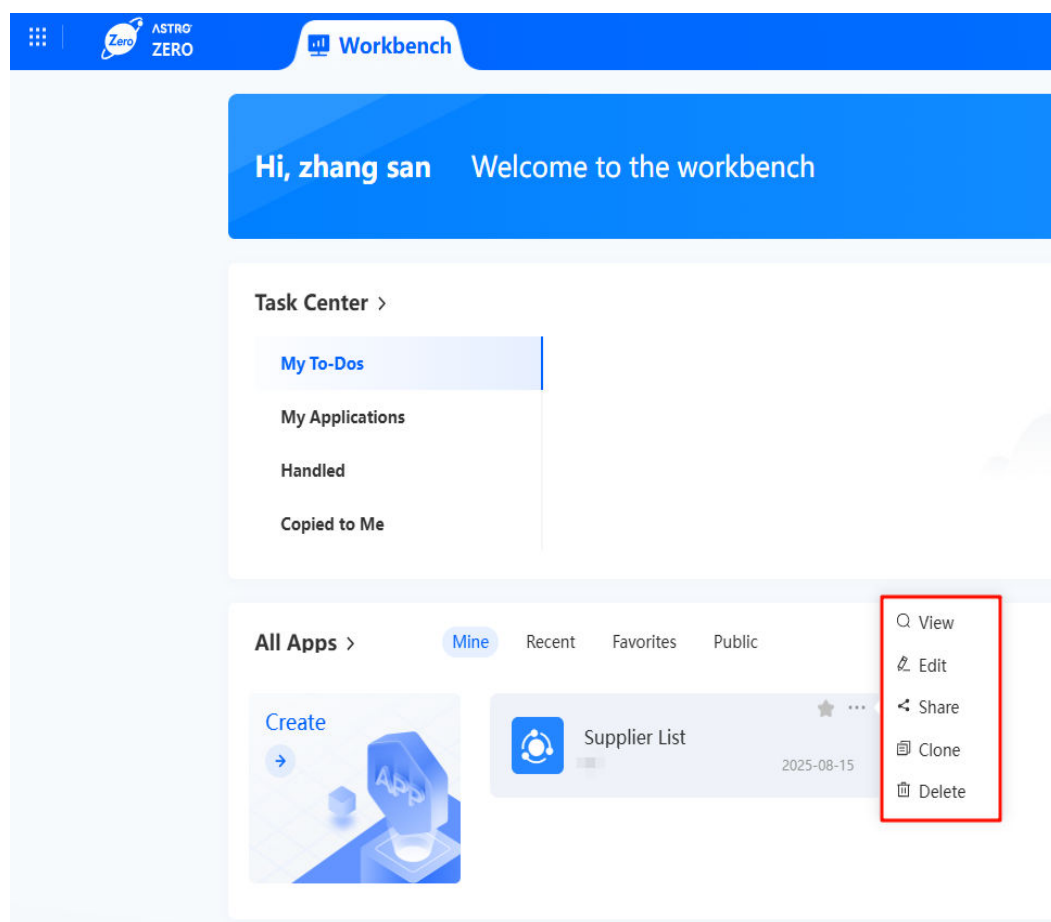 Zero
ASTRO
ZERO
Workbench
Hi, zhang san Welcome to the workbench
Task Center >
My To-Dos
My Applications
Handled
Copied to Me
All Apps >
Mine Recent Favorites Public
Create
APP
Supplier List
2025-08-15
View
Edit
Share
Clone
Delete